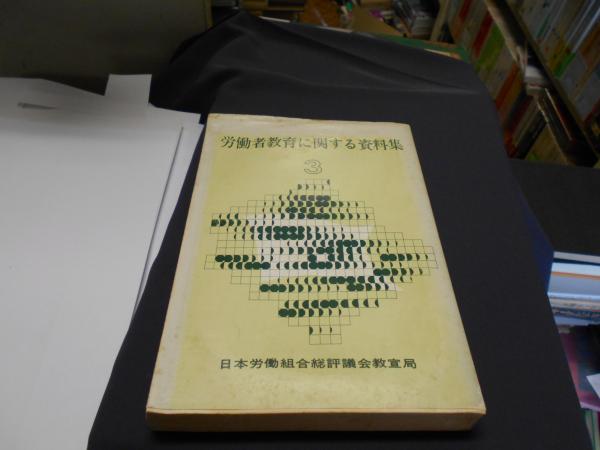 労働者教育に関する資料集
3
日本労働組合総評議会教宣局